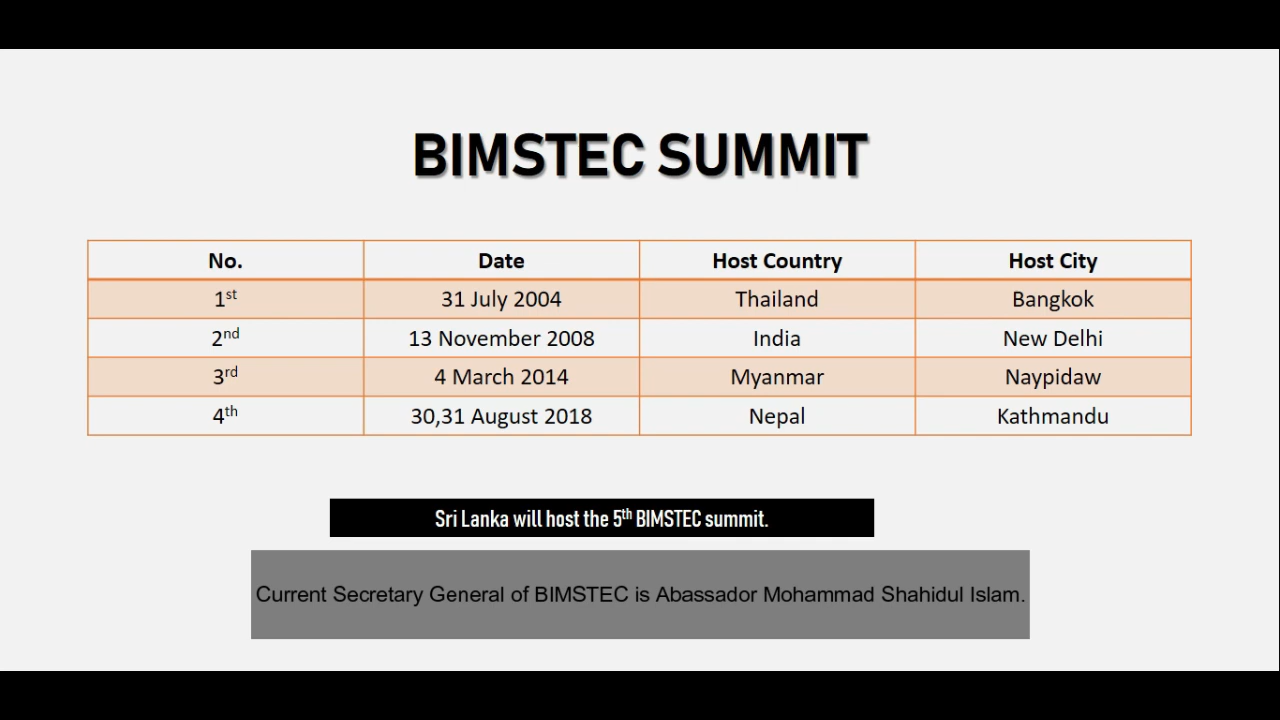 BIMSTEC SUMMIT
No. Date Host Country Host City
1st 31 July 2004 Thailand Bangkok
2nd 13 November 2008 India New Delhi
3rd 4 March 2014 Myanmar Naypidaw
4th 30,31 August 2018 Nepal Kathmandu
Sri Lanka will host the 5th BIMSTEC summit.
Current Secretary General of BIMSTEC is Abassador Mohammad Shahidul Islam.